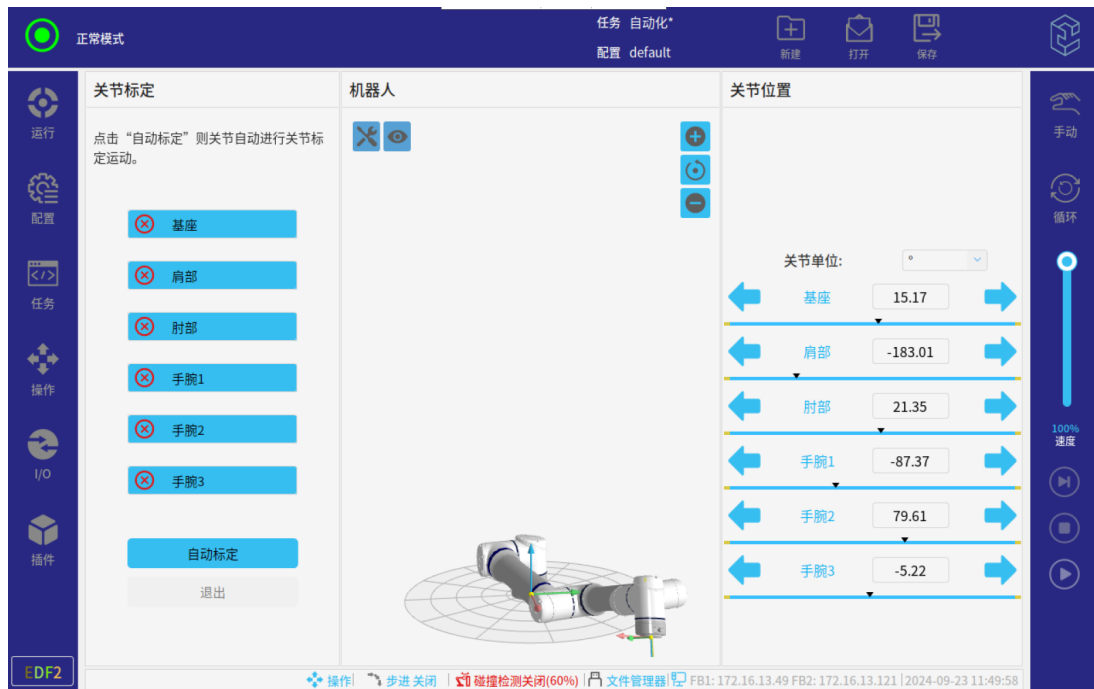 正常模式
任务 自动化*
配置 default
新建
打开
保存
运行
配置
任务
操作
I/O
插件
EDF2
关节标定
点击“自动标定”则关节自动进行关节标
定运动。
基座
肩部
肘部
手腕1
手腕2
手腕3
自动标定
退出
机器人
关节位置
关节单位: °
基座 15.17
肩部 -183.01
肘部 21.35
手腕1 -87.37
手腕2 79.61
手腕3 -5.22
手动
循环
100%
速度
操作 步进 关闭 碰撞检测关闭(60%) 文件管理器 FB1: 172.16.13.49 FB2: 172.16.13.121 2024-09-23 11:49:58